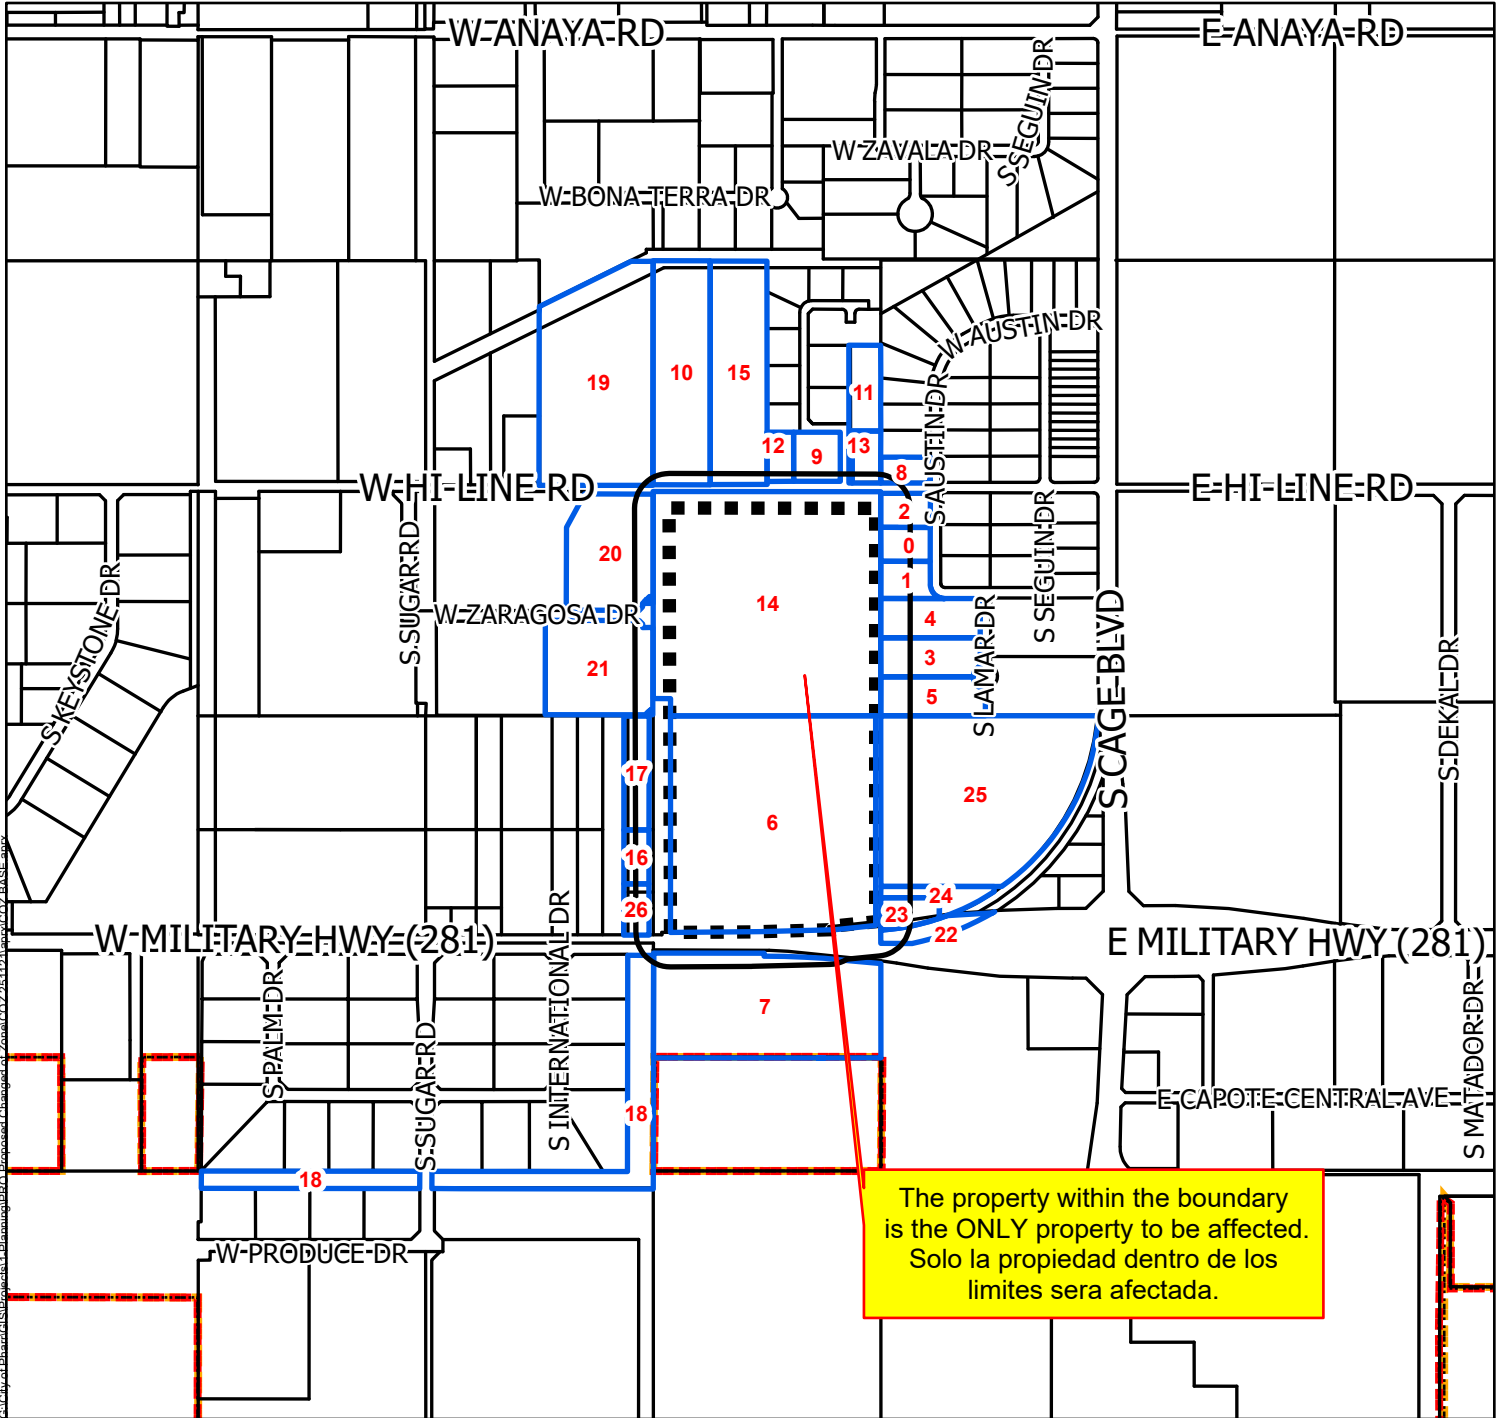 W ANAYA RD
E ANAYA RD
S SEGUIN DR
W ZAVALA DR
W BONA TERRA DR
W AUSTIN DR
19
10
15
11
S AUSTIN DR
12
9
13
8
W HI-LINE RD
E HI-LINE RD
2
0
1
20
S SUGAR RD
S SEGUIN DR
S KEYSTONE DR
W ZARAGOSA DR
14
4
3
5
S LAMAR DR
21
S CAGE BLVD
S DEKAL DR
17
6
25
16
26
24
23
22
W MILITARY HWY (281)
E MILITARY HWY (281)
S INTERNATIONAL DR
S PALM DR
S SUGAR RD
7
S MATADOR DR
E CAPOTE CENTRAL AVE
18
18
W PRODUCE DR
The property within the boundary
is the ONLY property to be affected.
Solo la propiedad dentro de los
limites sera afectada.